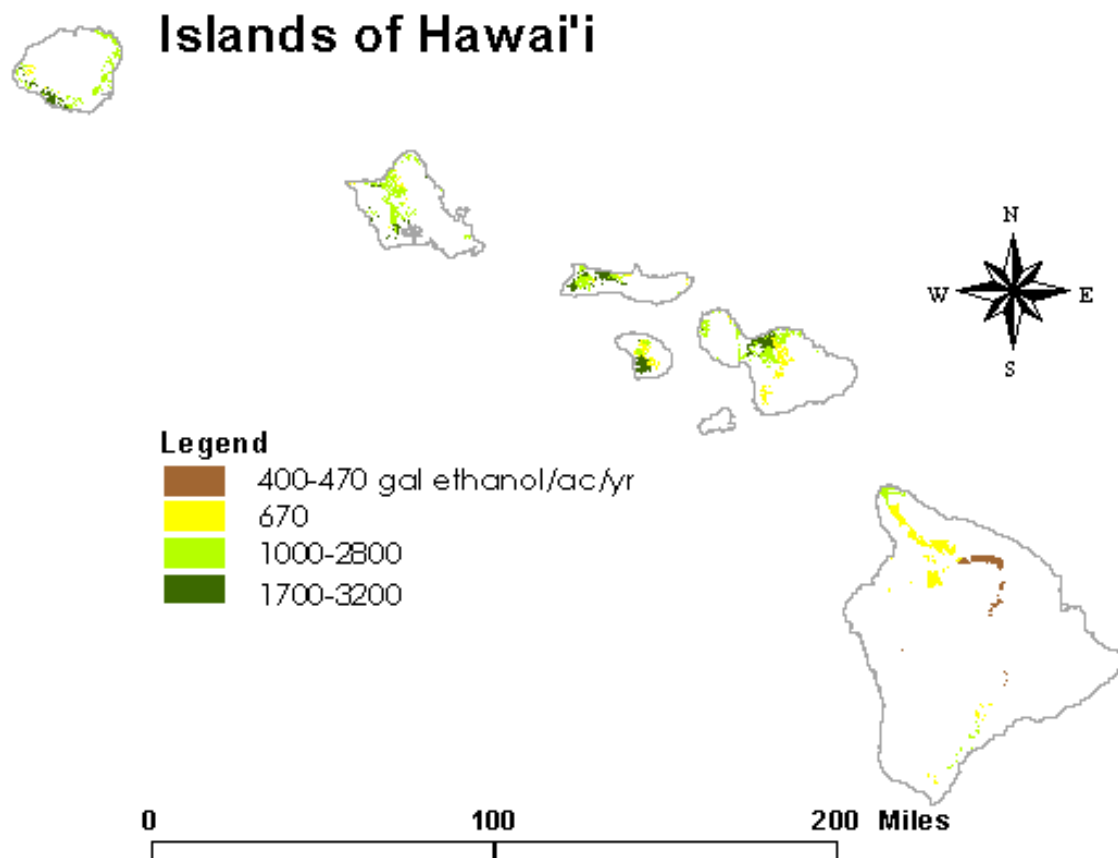 Islands of Hawai'i
N
W E
S
Legend
400-470 gal ethanol/ac/yr
670
1000-2800
1700-3200
0 100 200 Miles